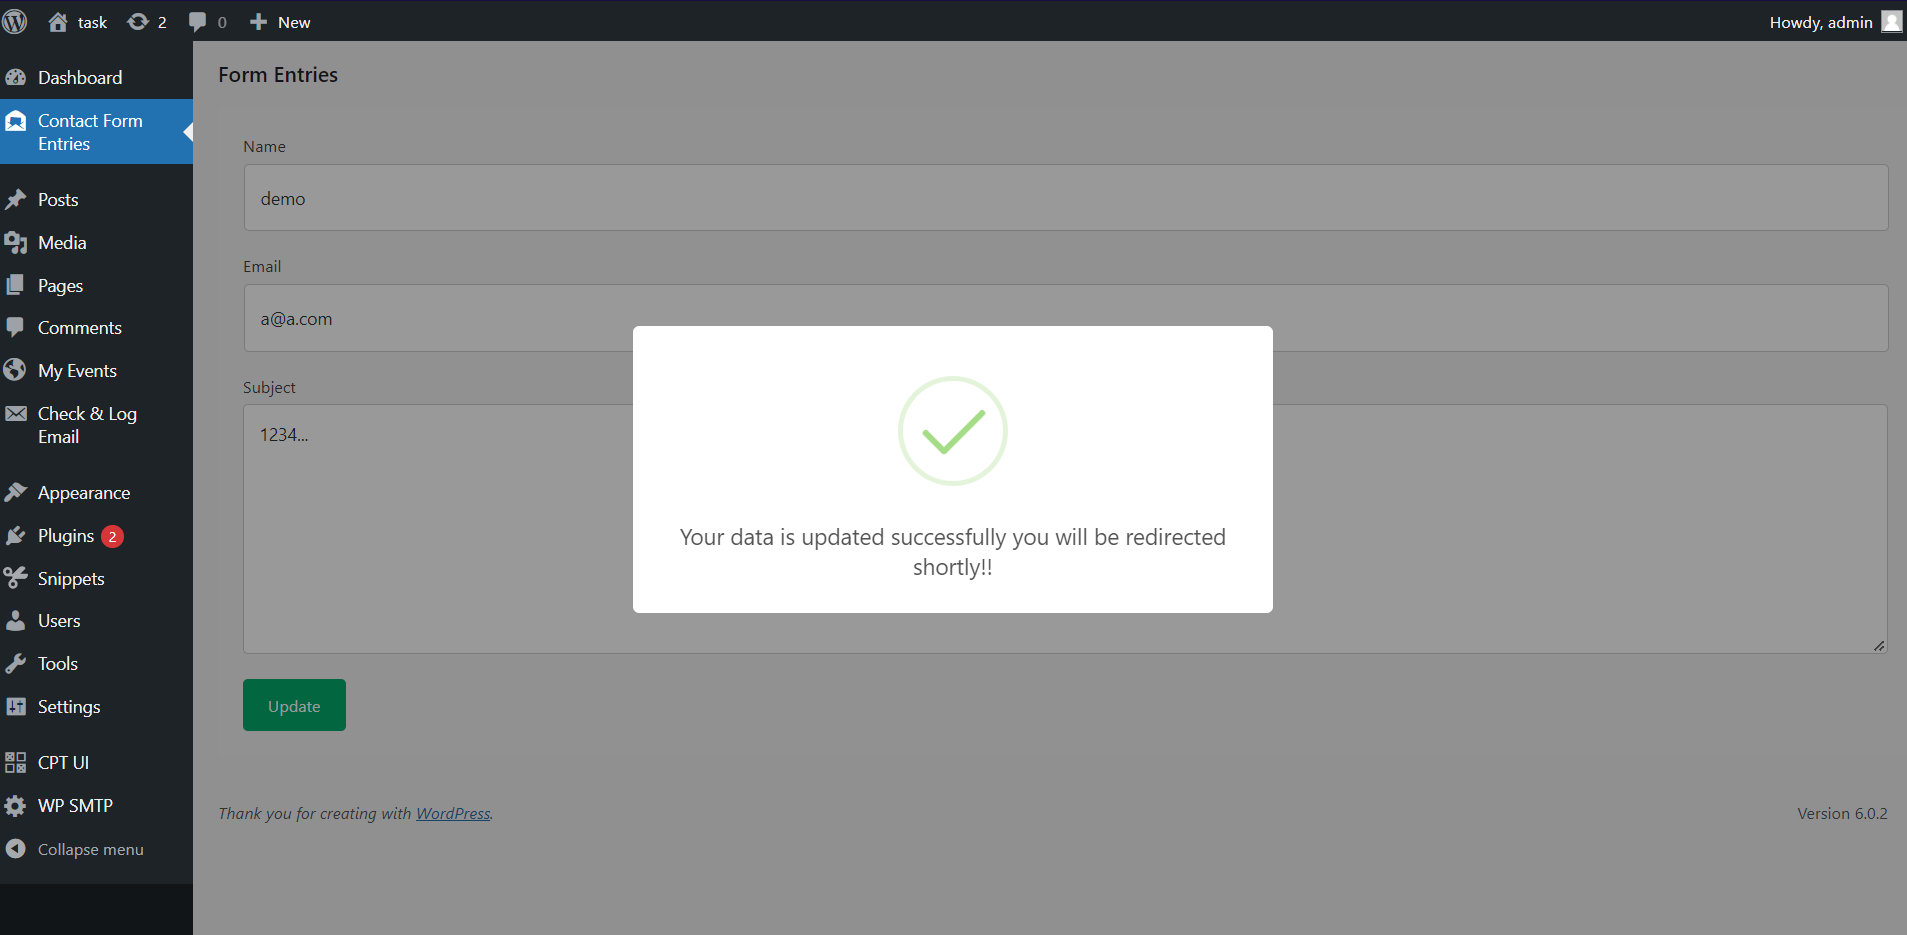 task
2
0
New
Howdy, admin
Dashboard
Contact Form
Entries
Posts
Media
Pages
Comments
My Events
Check & Log
Email
Appearance
Plugins 2
Snippets
Users
Tools
Settings
CPT UI
WP SMTP
Collapse menu
Form Entries
Name
demo
Email
a@a.com
Subject
1234...
Your data is updated successfully you will be redirected
shortly!!
Update
Thank you for creating with WordPress.
Version 6.0.2